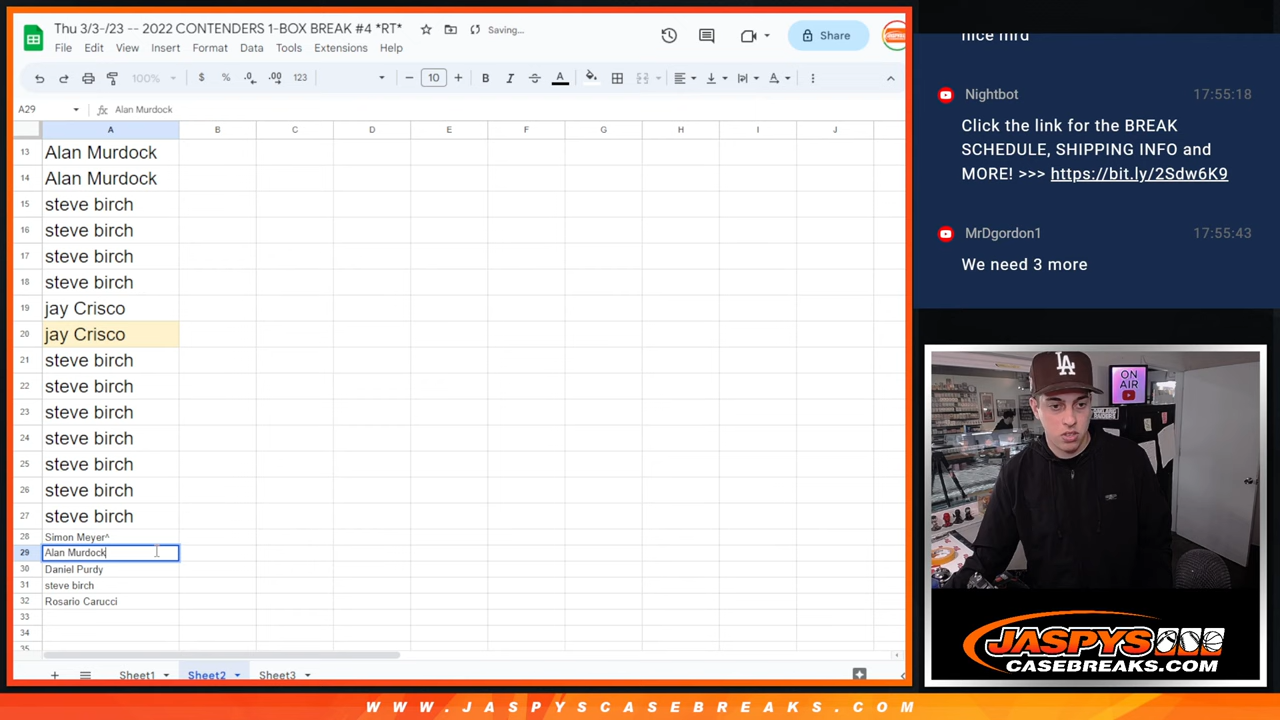 Thu 3/3-/23 -- 2022 CONTENDERS 1-BOX BREAK #4 *RT*
Saving...
Share
File Edit View Insert Format Data Tools Extensions Help
100% $ % .0 .00 123 10 B I A
A29 fx Alan Murdock
A B C D E F G H I J
13 Alan Murdock
14 Alan Murdock
15 steve birch
16 steve birch
17 steve birch
18 steve birch
19 jay Crisco
20 jay Crisco
21 steve birch
22 steve birch
23 steve birch
24 steve birch
25 steve birch
26 steve birch
27 steve birch
28 Simon Meyer^
29 Alan Murdock
30 Daniel Purdy
31 steve birch
32 Rosario Carucci
33
34
35
Sheet1 Sheet2 Sheet3
nice mrd
Nightbot 17:55:18
Click the link for the BREAK
SCHEDULE, SHIPPING INFO and
MORE! >>> https://bit.ly/2Sdw6K9
MrDgordon1 17:55:43
We need 3 more
LA
ON
AIR
JASPYS
CASEBREAKS.COM
WWW.JASPYSCASEBREAKS.COM